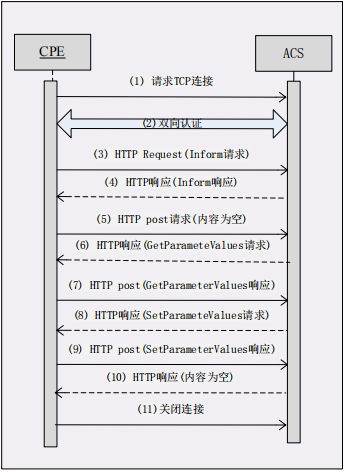 CPE
ACS
(1) 请求TCP连接
(2)双向认证
(3) HTTP Request(Inform请求)
(4) HTTP响应(Inform响应)
(5) HTTP post请求(内容为空)
(6) HTTP响应(GetParameteValues请求)
(7) HTTP post(GetParameterValues响应)
(8) HTTP响应(SetParameteValues请求)
(9) HTTP post(SetParameterValues响应)
(10) HTTP响应(内容为空)
(11)关闭连接